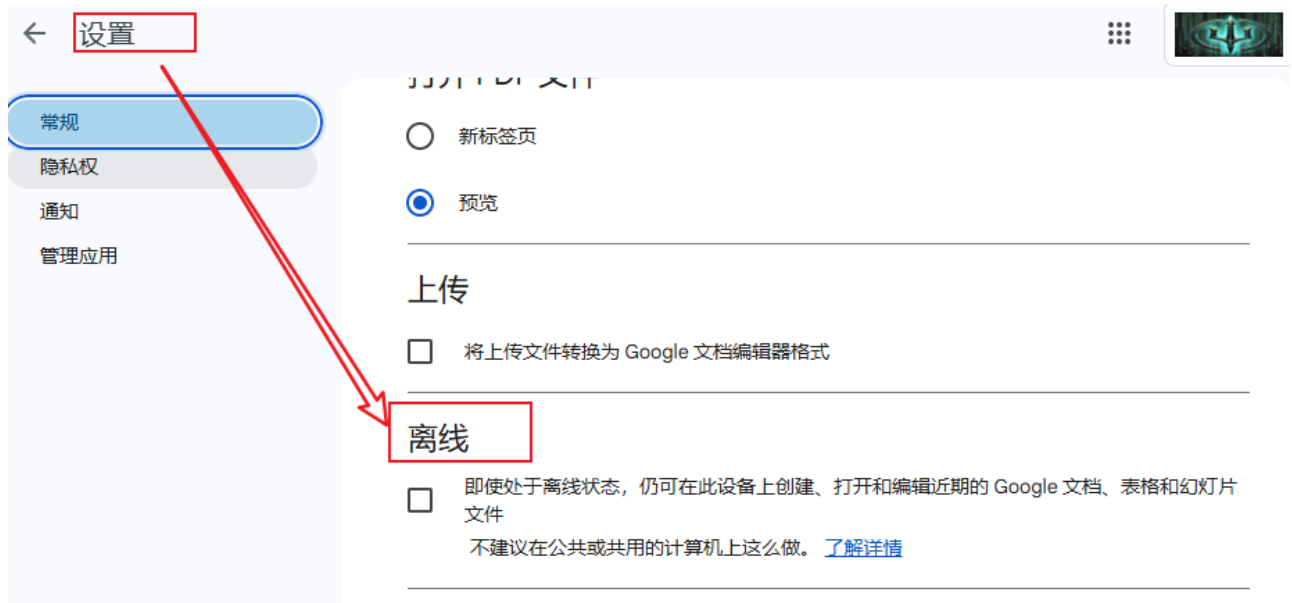 设置
常规
隐私权
通知
管理应用
打开 PDF 文件
新标签页
预览
上传
将上传文件转换为 Google 文档编辑器格式
离线
即使处于离线状态，仍可在此设备上创建、打开和编辑近期的 Google 文档、表格和幻灯片
文件
不建议在公共或共用的计算机上这么做。 了解详情